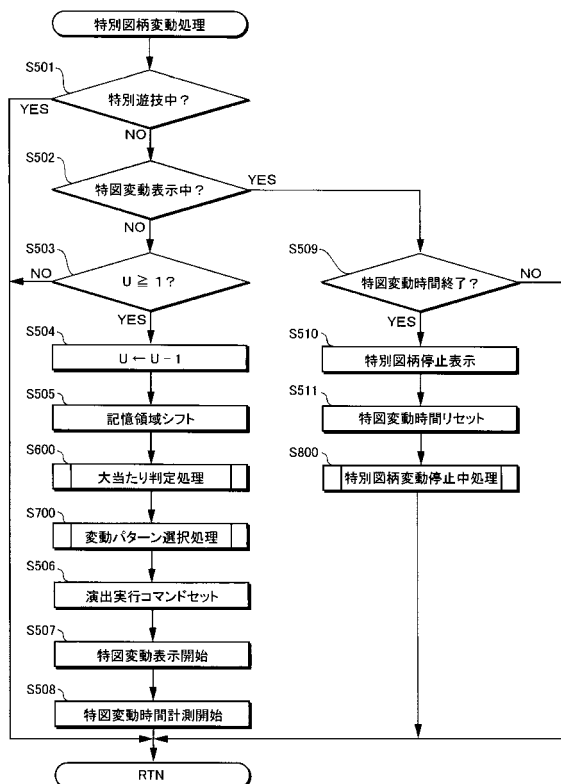 特別図柄変動処理
S501
特別遊技中？
YES
NO
S502
特図変動表示中？
YES
NO
S503
U ≧ 1？
NO
YES
S504
U ← U - 1
S505
記憶領域シフト
S600
大当たり判定処理
S700
変動パターン選択処理
S506
演出実行コマンドセット
S507
特図変動表示開始
S508
特図変動時間計測開始
S509
特図変動時間終了？
NO
YES
S510
特別図柄停止表示
S511
特図変動時間リセット
S800
特別図柄変動停止中処理
RTN